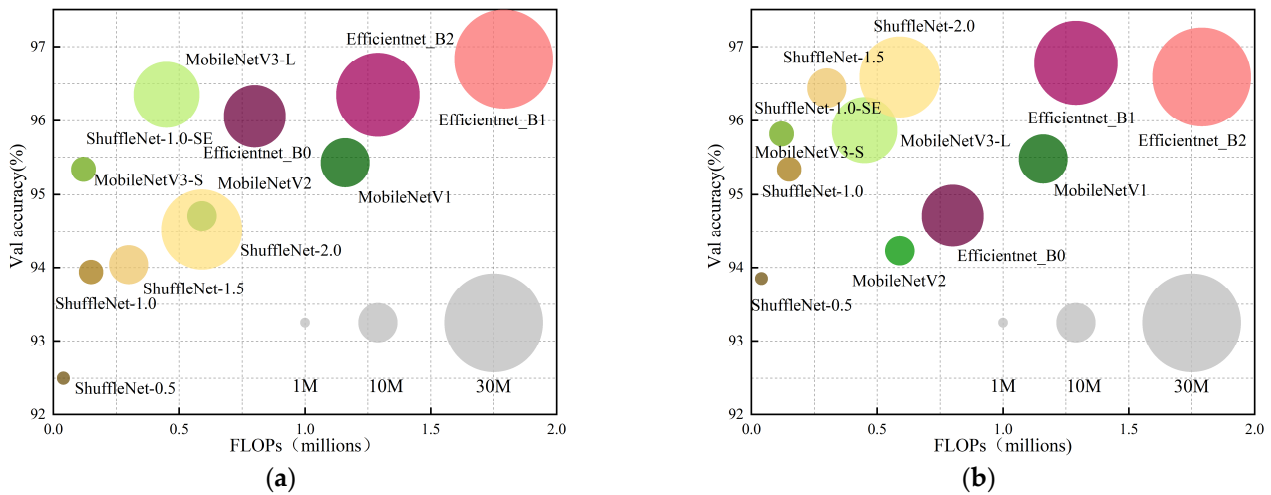 97
96
95
94
93
92
Val accuracy(%)
Efficientnet_B2
MobileNetV3-L
Efficientnet_B1
ShuffleNet-1.0-SE
Efficientnet_B0
MobileNetV3-S
MobileNetV2
MobileNetV1
ShuffleNet-2.0
ShuffleNet-1.5
ShuffleNet-1.0
ShuffleNet-0.5
1M 10M 30M
0.0 0.5 1.0 1.5 2.0
FLOPs（millions）
(a)
97
96
95
94
93
92
Val accuracy(%)
ShuffleNet-2.0
ShuffleNet-1.5
ShuffleNet-1.0-SE
Efficientnet_B1
Efficientnet_B2
MobileNetV3-L
MobileNetV3-S
ShuffleNet-1.0
MobileNetV1
Efficientnet_B0
MobileNetV2
ShuffleNet-0.5
1M 10M 30M
0.0 0.5 1.0 1.5 2.0
FLOPs（millions)
(b)